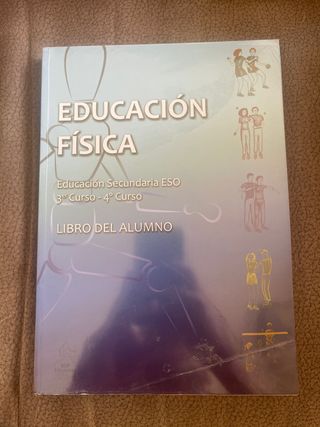 EDUCACIÓN
FÍSICA
Educación Secundaria ESO
3er Curso - 4º Curso
LIBRO DEL ALUMNO